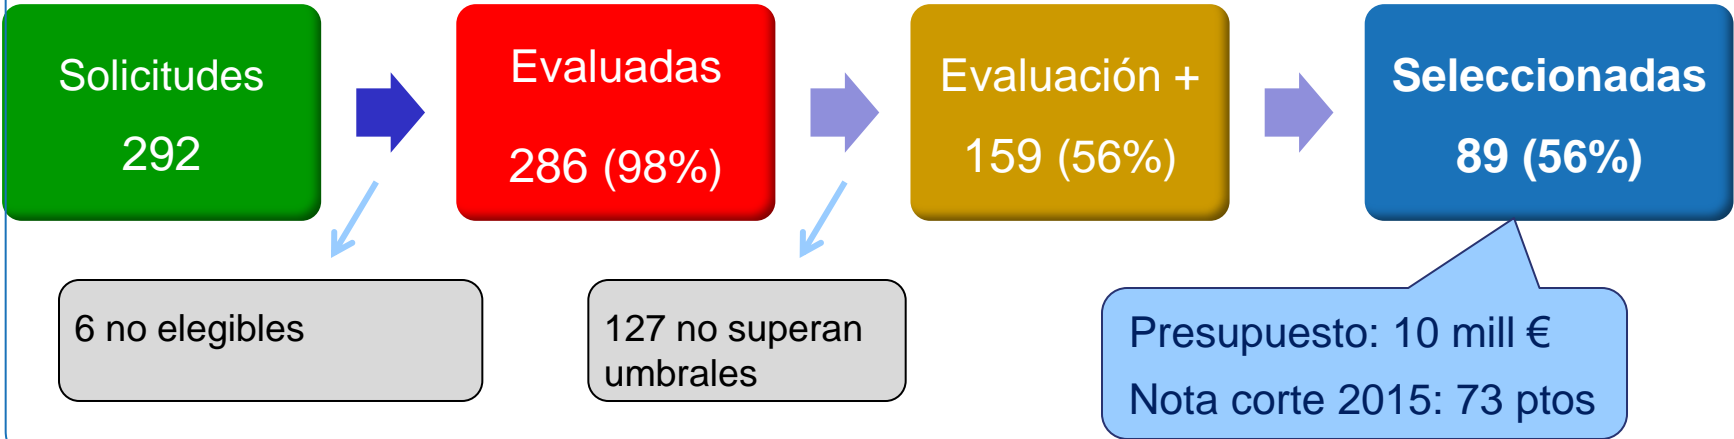 Solicitudes
292
Evaluadas
286 (98%)
Evaluación +
159 (56%)
Seleccionadas
89 (56%)
6 no elegibles
127 no superan
umbrales
Presupuesto: 10 mill €
Nota corte 2015: 73 ptos